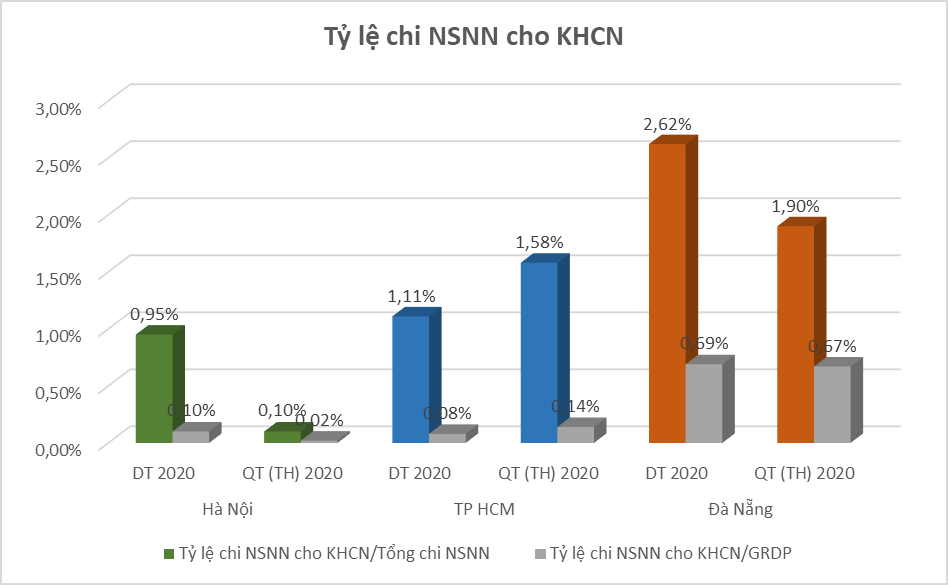 Tỷ lệ chi NSNN cho KHCN
3,00%
2,50%
2,00%
1,50%
1,00%
0,50%
0,00%
0,95%
0,10%
0,10%
0,02%
1,11%
0,08%
1,58%
0,14%
2,62%
0,69%
1,90%
0,67%
DT 2020
QT (TH) 2020
DT 2020
QT (TH) 2020
DT 2020
QT (TH) 2020
Hà Nội
TP HCM
Đà Nẵng
Tỷ lệ chi NSNN cho KHCN/Tổng chi NSNN
Tỷ lệ chi NSNN cho KHCN/GRDP